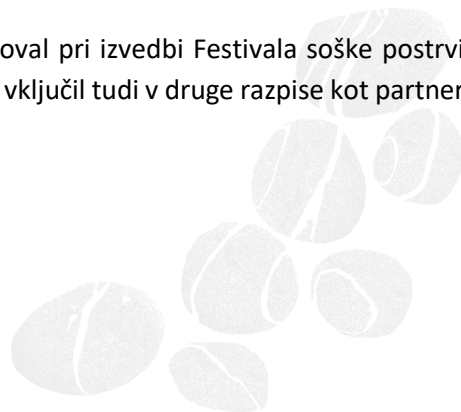 oval pri izvedbi Festivala soške postrvi
vključil tudi v druge razpise kot partner